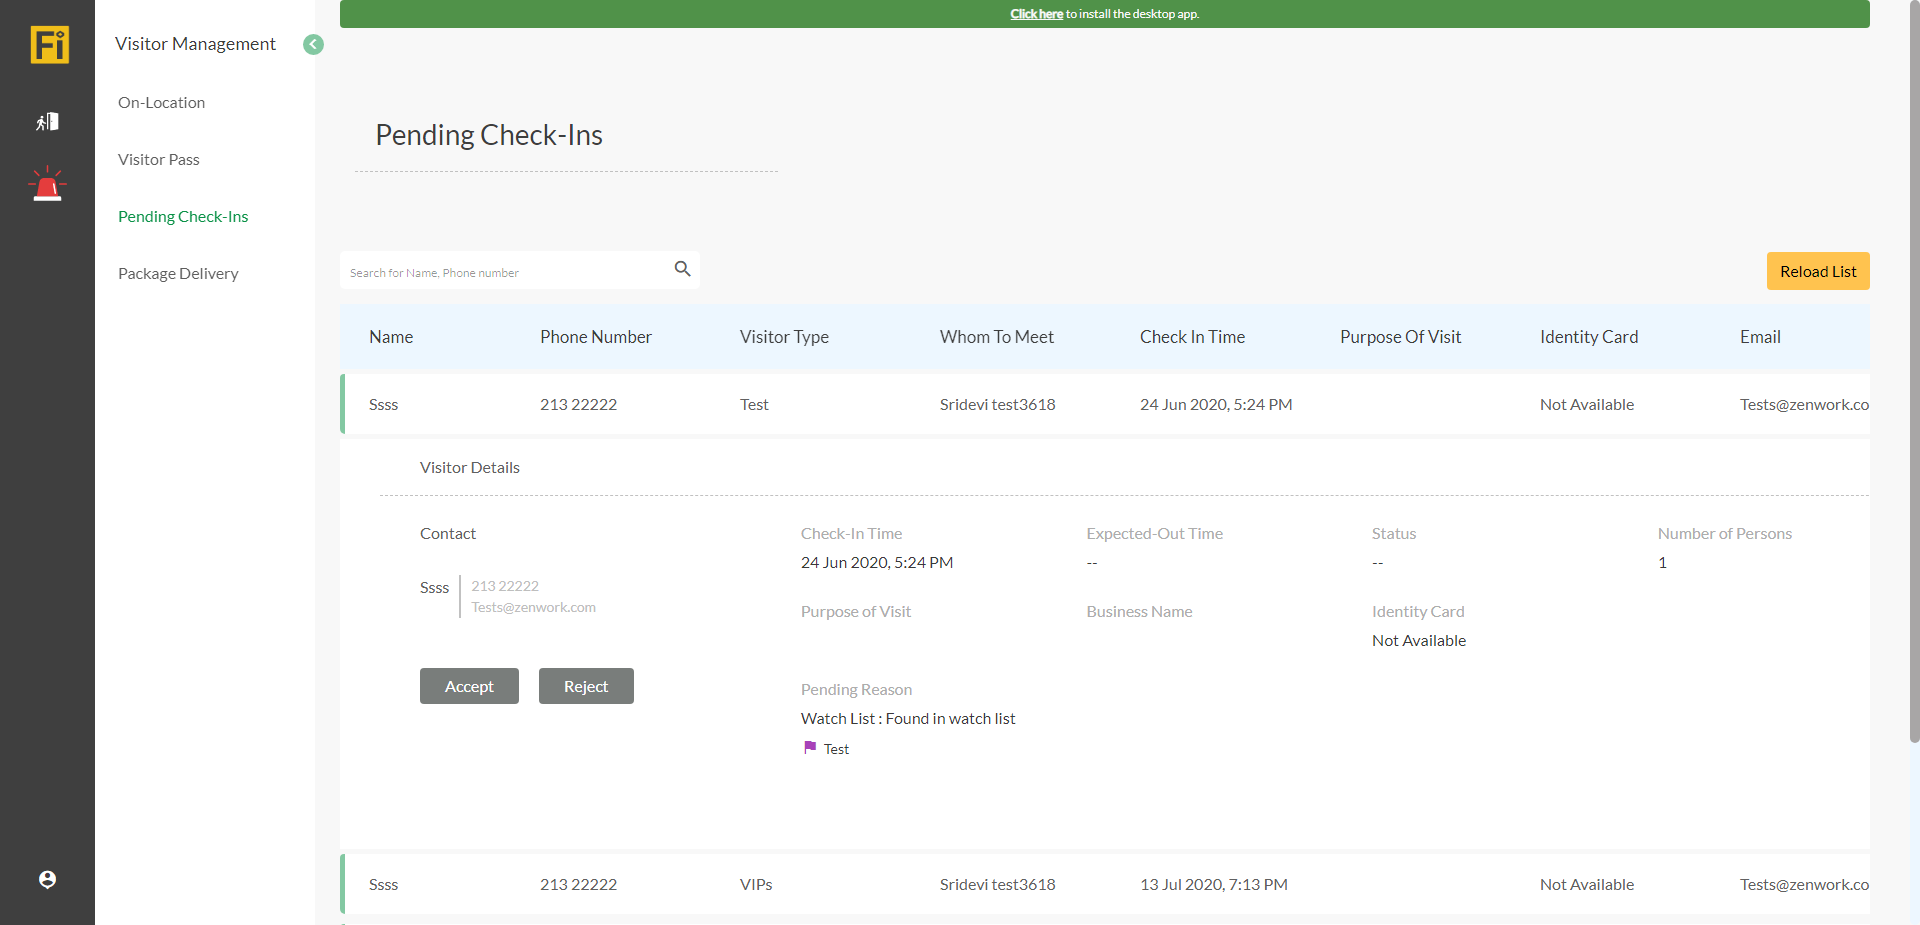 Click here to install the desktop app.
Fi
Visitor Management
On-Location
Visitor Pass
Pending Check-Ins
Package Delivery
Pending Check-Ins
Search for Name, Phone number
Reload List
Name Phone Number Visitor Type Whom To Meet Check In Time Purpose Of Visit Identity Card Email
Ssss 213 22222 Test Sridevi test3618 24 Jun 2020, 5:24 PM Not Available Tests@zenwork.co
Visitor Details
Contact
Ssss
213 22222
Tests@zenwork.com
Accept Reject
Check-In Time Expected-Out Time Status Number of Persons
24 Jun 2020, 5:24 PM -- -- 1
Purpose of Visit Business Name Identity Card
Not Available
Pending Reason
Watch List : Found in watch list
Test
Ssss 213 22222 VIPs Sridevi test3618 13 Jul 2020, 7:13 PM Not Available Tests@zenwork.co